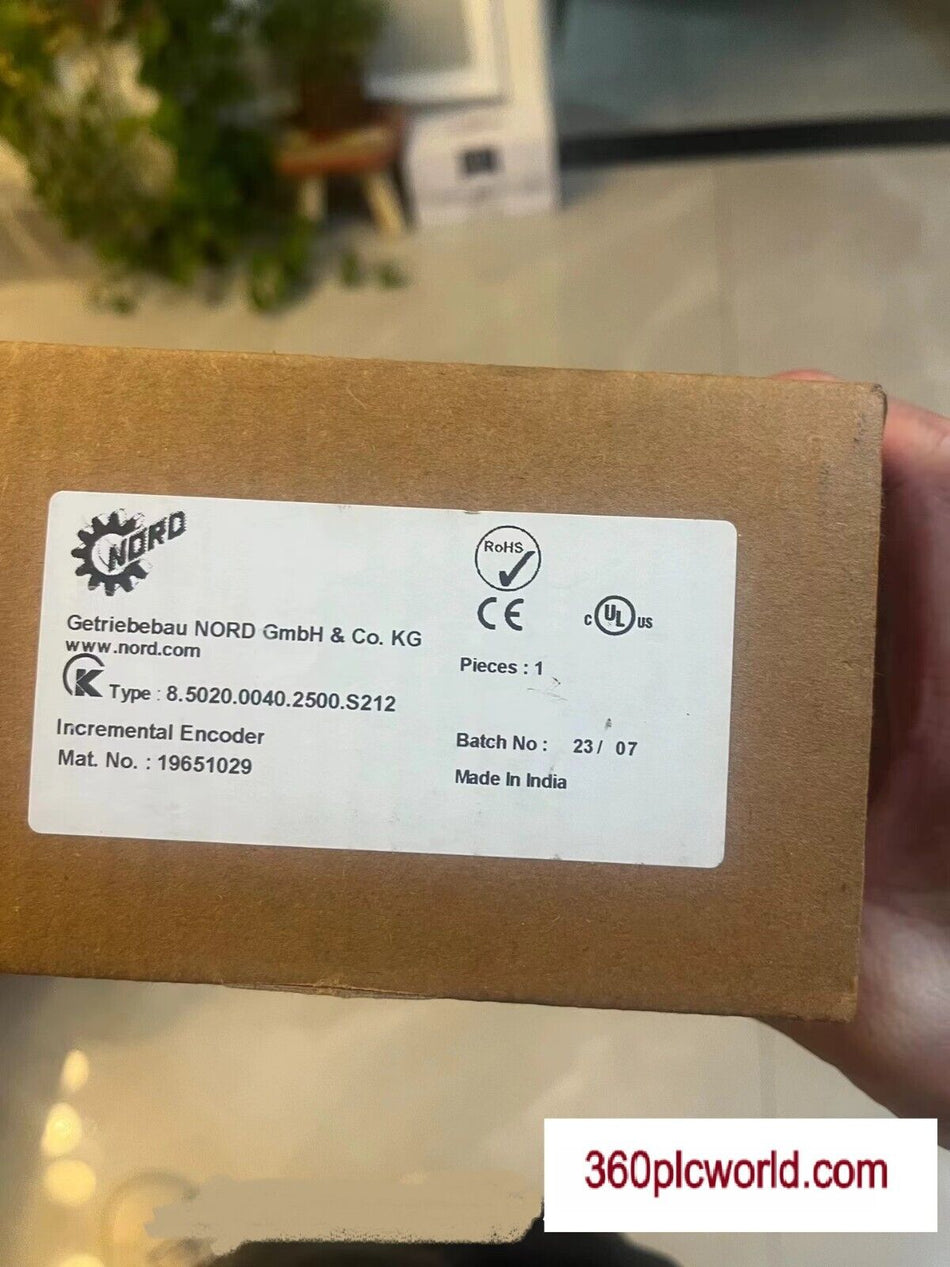 NORD
Getriebebau NORD GmbH & Co. KG
www.nord.com
K Type : 8.5020.0040.2500.S212
Incremental Encoder
Mat. No. : 19651029
RoHS
CE
c UL us
Pieces : 1
Batch No : 23/ 07
Made In India
360plcworld.com